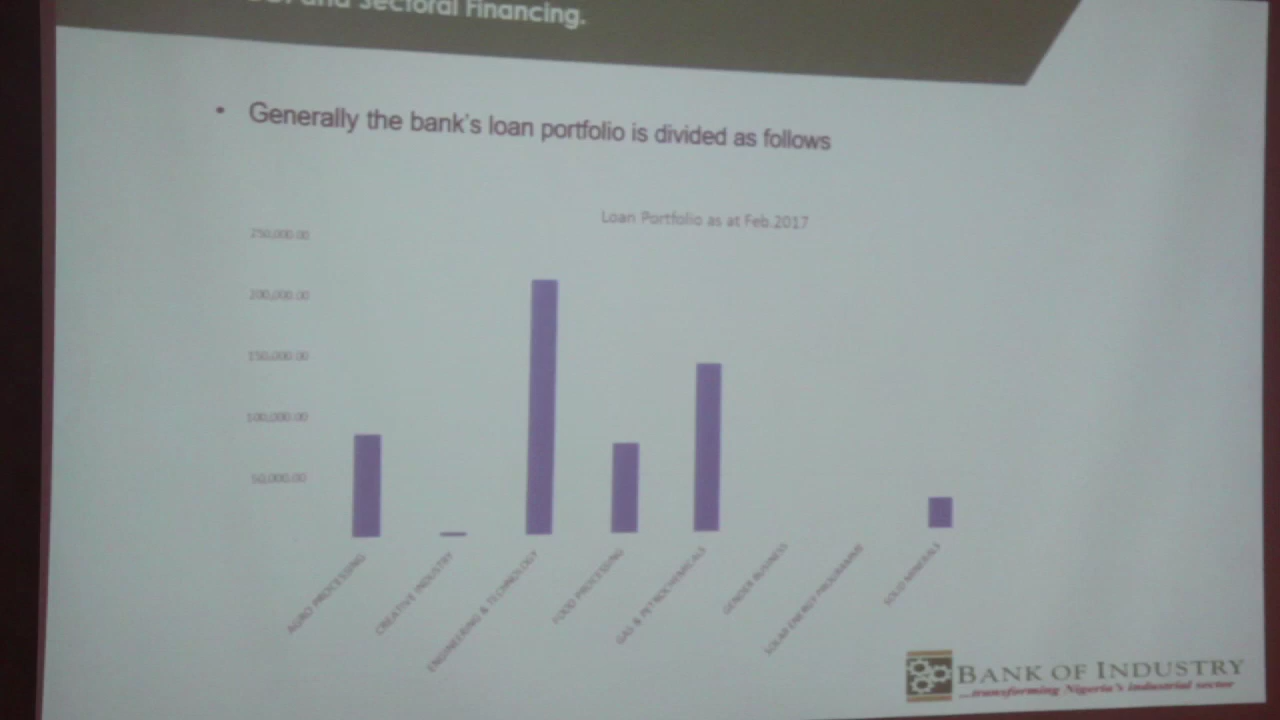 and Sectoral Financing.
• Generally the bank's loan portfolio is divided as follows
Loan Portfolio as at Feb.2017
250,000.00
200,000.00
150,000.00
100,000.00
50,000.00
AGRO PROCESSING
CREATIVE INDUSTRY
ENGINEERING & TECHNOLOGY
FOOD PROCESSING
GAS & PETROCHEMICALS
GENDER BUSINESS
SOLAR ENERGY PROGRAMME
SOLID MINERALS
BANK OF INDUSTRY
...transforming Nigeria's industrial sector